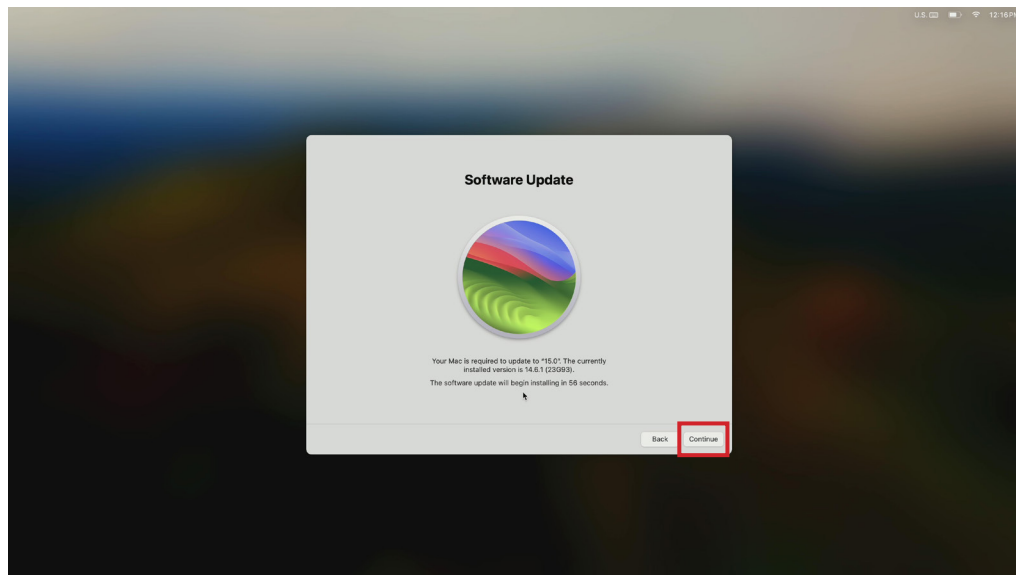 U.S. 12:16 PM
Software Update
Your Mac is required to update to "15.0". The currently
installed version is 14.6.1 (23G93).
The software update will begin installing in 56 seconds.
Back Continue